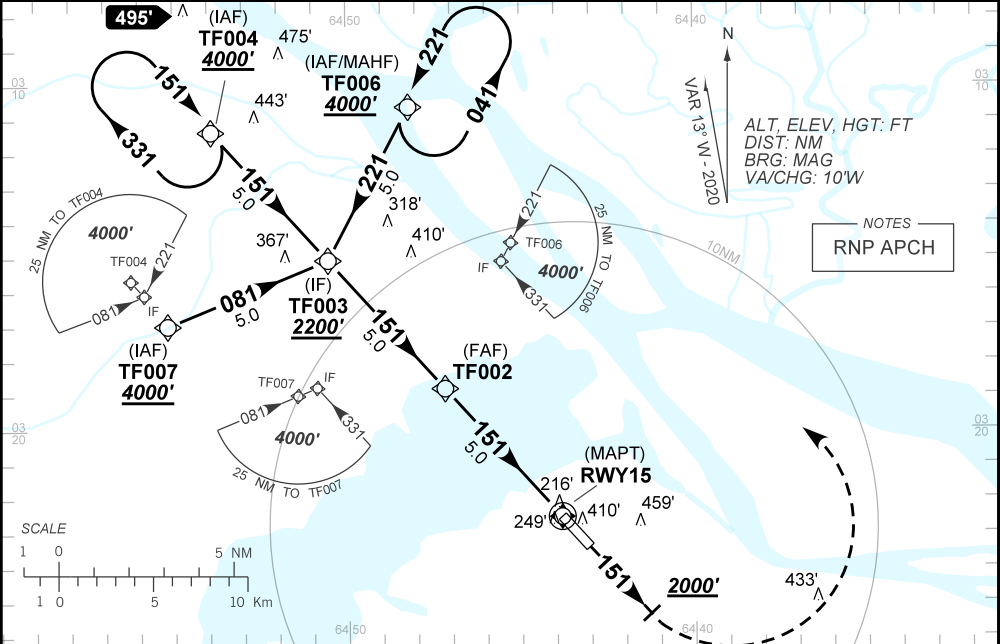 495'
(IAF)
TF004
4000'
64 50
64 40
475'
(IAF/MAHF)
TF006
4000'
221
041
N
VAR 13° W - 2020
ALT, ELEV, HGT: FT
DIST: NM
BRG: MAG
VA/CHG: 10'W
03
10
03
10
151
331
443'
151
5.0
221
5.0
318'
410'
367'
NOTES
RNP APCH
25 NM TO TF004
4000'
TF004
221
081
IF
221
TF006
IF
4000'
331
25 NM TO TF006
10NM
081
5.0
(IF)
TF003
2200'
151
5.0
(IAF)
TF007
4000'
(FAF)
TF002
TF007
IF
081
331
4000'
25 NM TO TF007
03
20
03
20
151
5.0
(MAPT)
RWY15
216'
249'
410'
459'
SCALE
1 0 5 NM
1 0 5 10 Km
151
2000'
433'
64 50
64 40